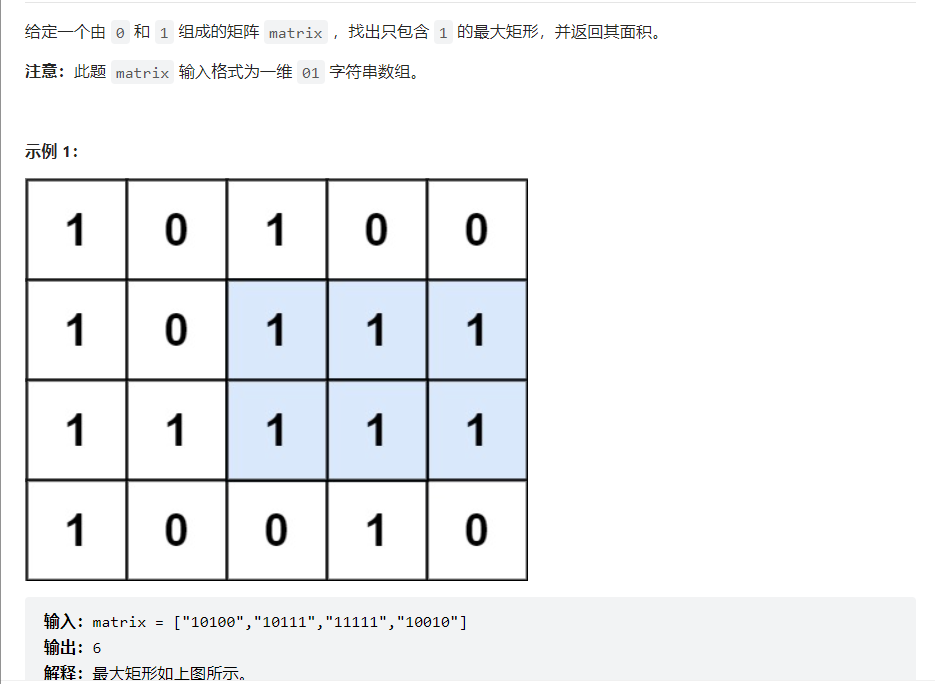 给定一个由 0 和 1 组成的矩阵 matrix ，找出只包含 1 的最大矩形，并返回其面积。
注意：此题 matrix 输入格式为一维 01 字符串数组。
示例 1：
1 0 1 0 0
1 0 1 1 1
1 1 1 1 1
1 0 0 1 0
输入：matrix = ["10100","10111","11111","10010"]
输出：6
解释：最大矩形如上图所示。